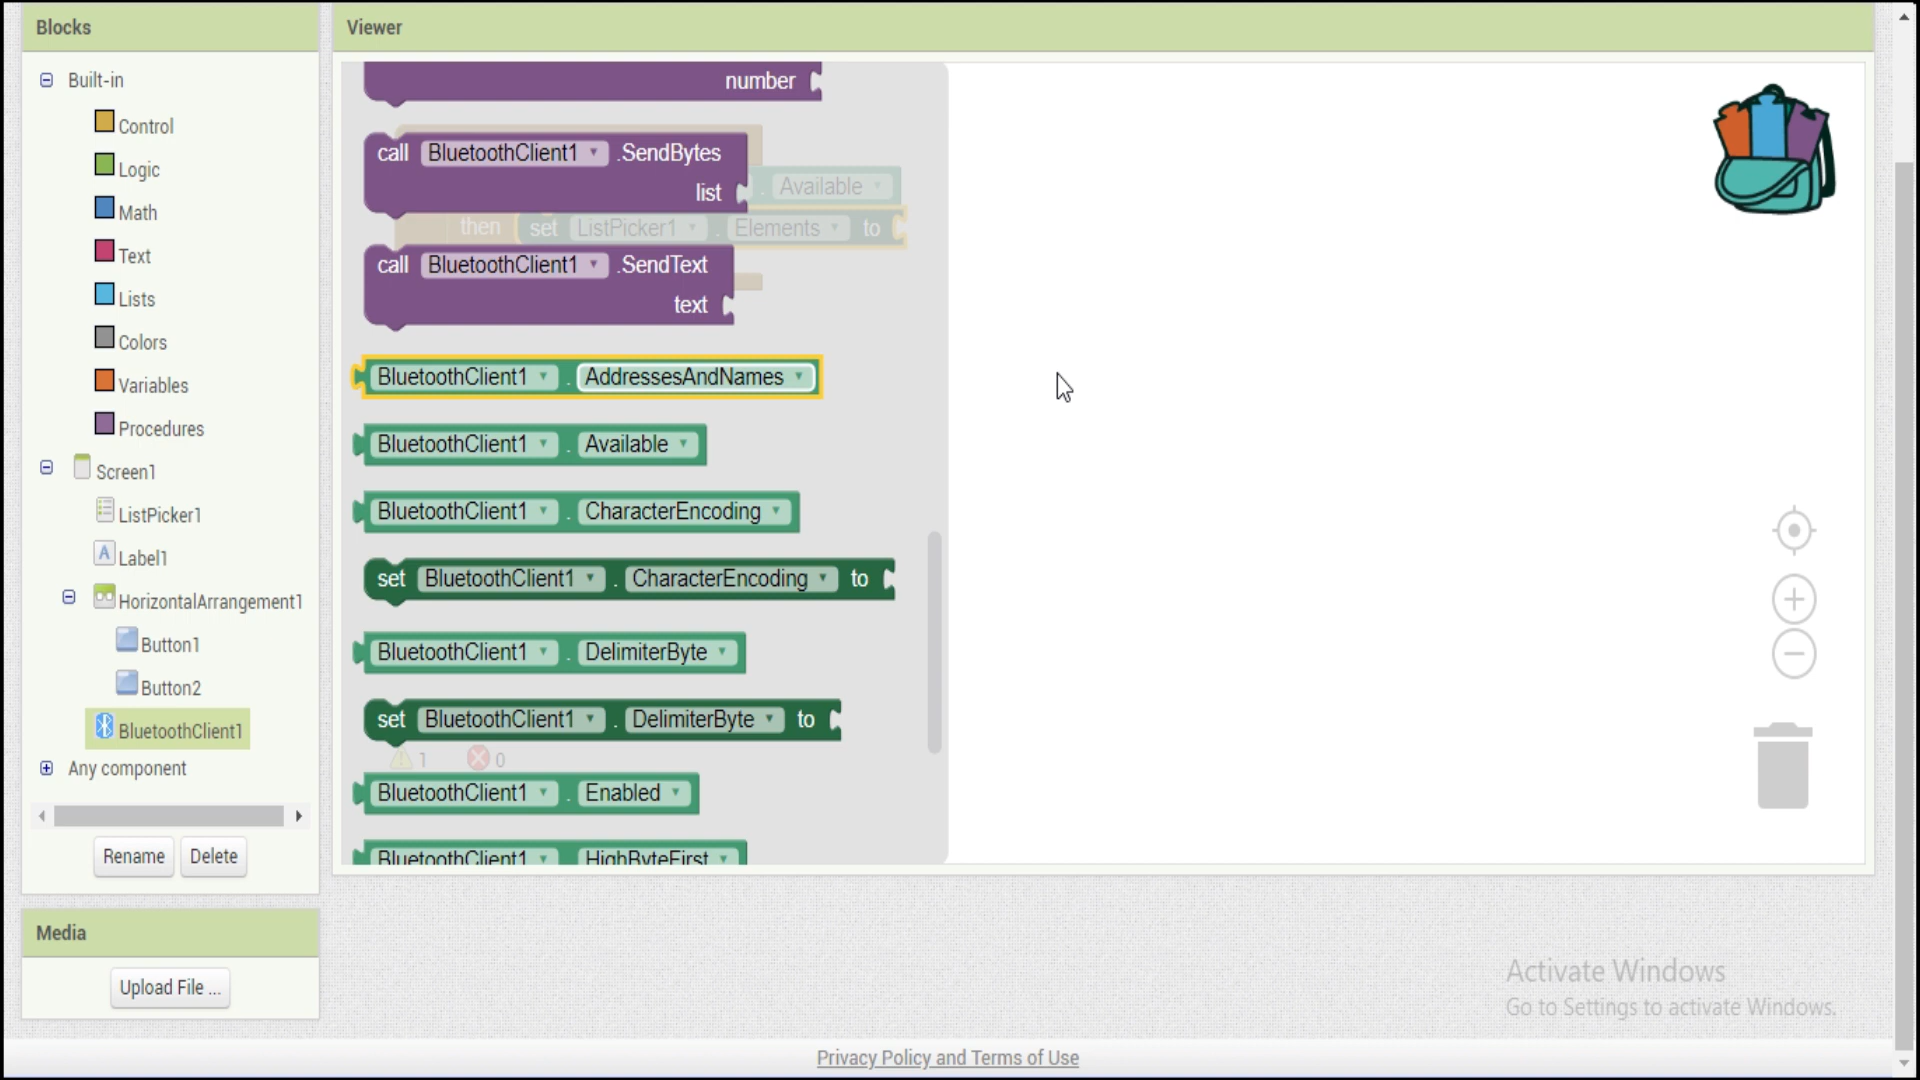 Blocks
Viewer
Built-in
Control
Logic
Math
Text
Lists
Colors
Variables
Procedures
Screen1
ListPicker1
Label1
HorizontalArrangement1
Button1
Button2
BluetoothClient1
Any component
Rename
Delete
Media
Upload File ...
number
call BluetoothClient1 .SendBytes
list
. Available
then set ListPicker1 . Elements to
call BluetoothClient1 .SendText
text
BluetoothClient1 . AddressesAndNames
BluetoothClient1 . Available
BluetoothClient1 . CharacterEncoding
set BluetoothClient1 . CharacterEncoding to
BluetoothClient1 . DelimiterByte
set BluetoothClient1 . DelimiterByte to
1 0
BluetoothClient1 . Enabled
BluetoothClient1 . HighByteFirst
Activate Windows
Go to Settings to activate Windows.
Privacy Policy and Terms of Use